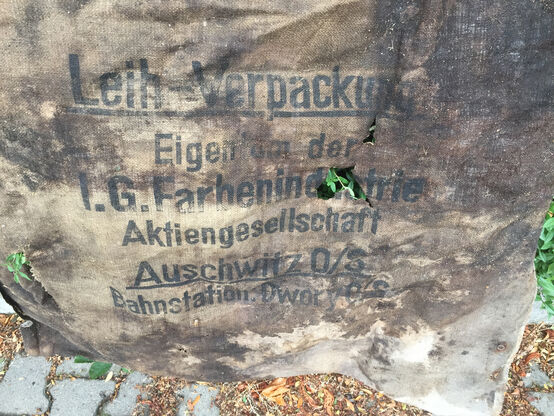 Leih-Verpackung
Eigentum der
I.G. Farbenindustrie
Aktiengesellschaft
Auschwitz O/S.
Bahnstation: Dwory O/S.